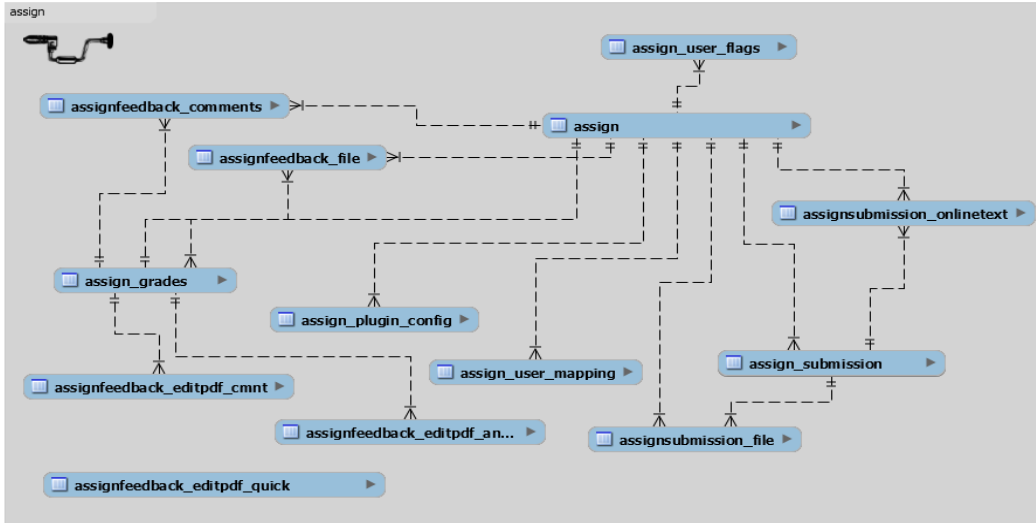 assign
assign_user_flags
assignfeedback_comments
assign
assignfeedback_file
assignsubmission_onlinetext
assign_grades
assign_plugin_config
assign_submission
assign_user_mapping
assignfeedback_editpdf_cmnt
assignfeedback_editpdf_an...
assignsubmission_file
assignfeedback_editpdf_quick